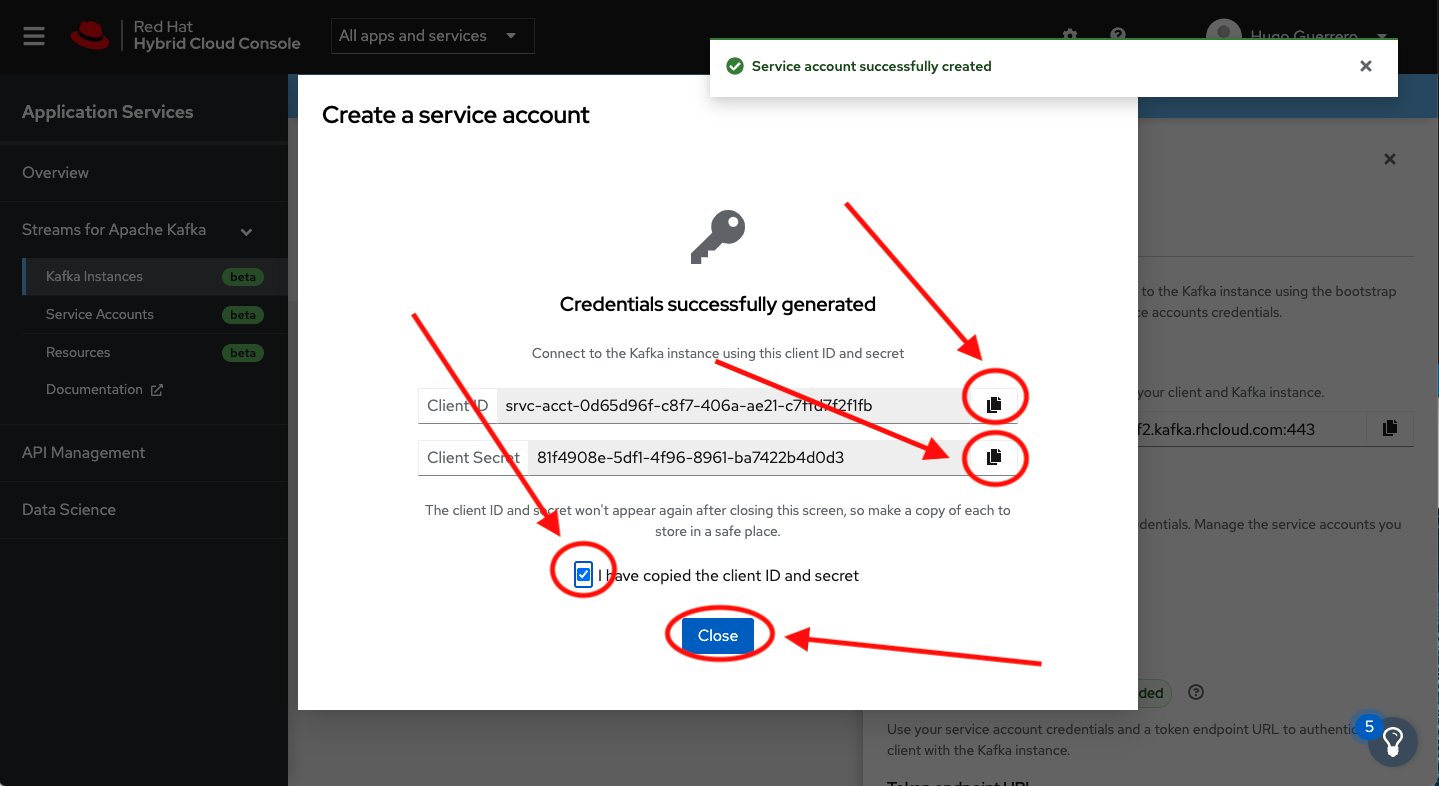 Red Hat
Hybrid Cloud Console
All apps and services
Hugo Guerrero
Service account successfully created
Application Services
Overview
Streams for Apache Kafka
Kafka Instances beta
Service Accounts beta
Resources beta
Documentation
API Management
Data Science
Create a service account
Credentials successfully generated
Connect to the Kafka instance using this client ID and secret
Client ID srvc-acct-0d65d96f-c8f7-406a-ae21-c7ffd7f2f1fb
Client Secret 81f4908e-5df1-4f96-8961-ba7422b4d0d3
The client ID and secret won't appear again after closing this screen, so make a copy of each to
store in a safe place.
I have copied the client ID and secret
Close
to the Kafka instance using the bootstrap
accounts credentials.
your client and Kafka instance.
f2.kafka.rhcloud.com:443
Manage the service accounts you
Use your service account credentials and a token endpoint URL to
client with the Kafka instance.
Token endpoint URL
5